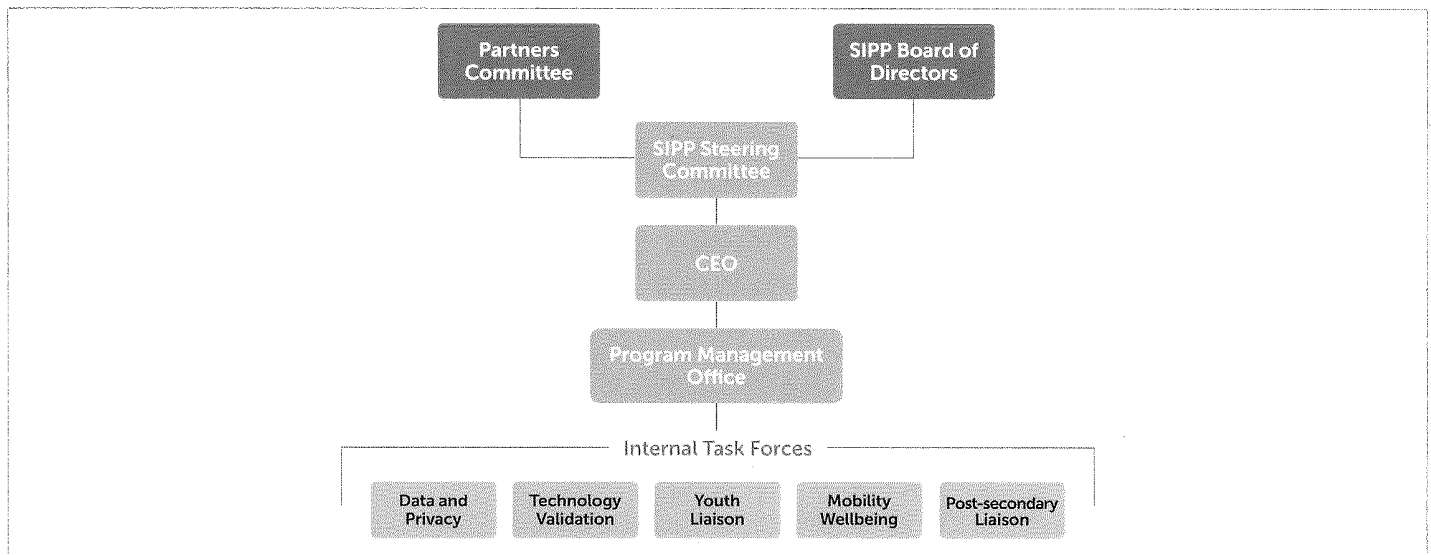 Partners
Committee
SIPP Board of
Directors
SIPP Steering
Committee
CEO
Program Management
Office
Internal Task Forces
Data and
Privacy
Technology
Validation
Youth
Liaison
Mobility
Wellbeing
Post-secondary
Liaison